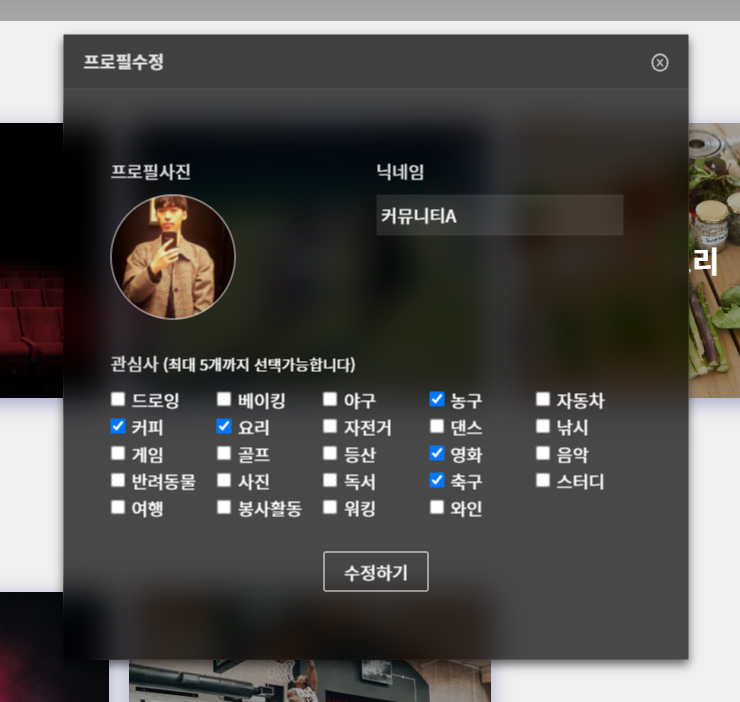 프로필수정
프로필사진
닉네임
커뮤니티A
리
관심사 (최대 5개까지 선택가능합니다)
드로잉 베이킹 야구 농구 자동차
커피 요리 자전거 댄스 낚시
게임 골프 등산 영화 음악
반려동물 사진 독서 축구 스터디
여행 봉사활동 워킹 와인
수정하기